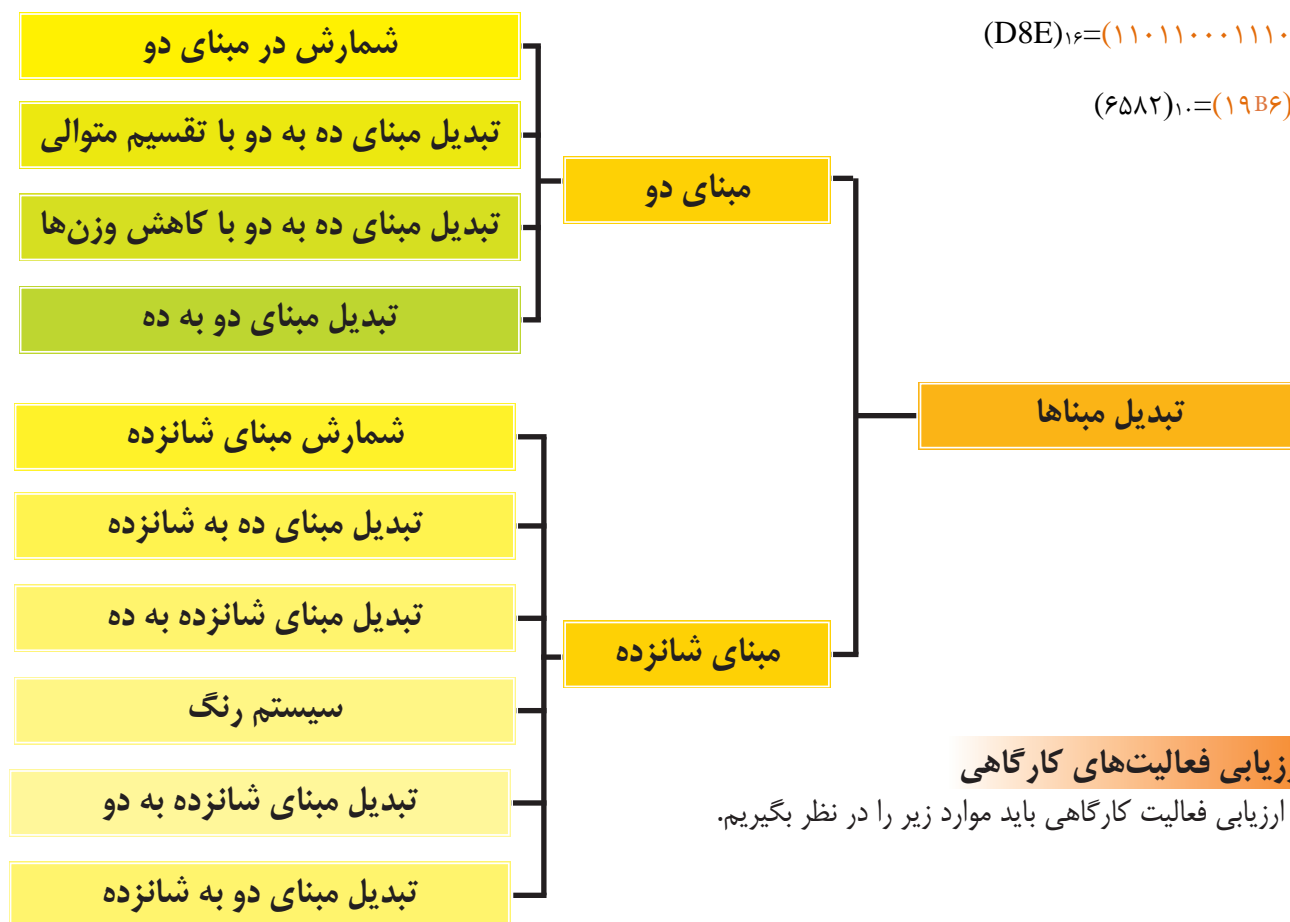 (D8E)۱۶=(۱۱۰۱۱۰۰۰۱۱۱۰
(۶۵۸۲)۱۰=(۱۹B۶)
تبدیل مبناها
مبنای دو
شمارش در مبنای دو
تبدیل مبنای ده به دو با تقسیم متوالی
تبدیل مبنای ده به دو با کاهش وزن‌ها
تبدیل مبنای دو به ده
مبنای شانزده
شمارش مبنای شانزده
تبدیل مبنای ده به شانزده
تبدیل مبنای شانزده به ده
سیستم رنگ
تبدیل مبنای شانزده به دو
تبدیل مبنای دو به شانزده
رزیابی فعالیت‌های کارگاهی
ارزیابی فعالیت کارگاهی باید موارد زیر را در نظر بگیریم.